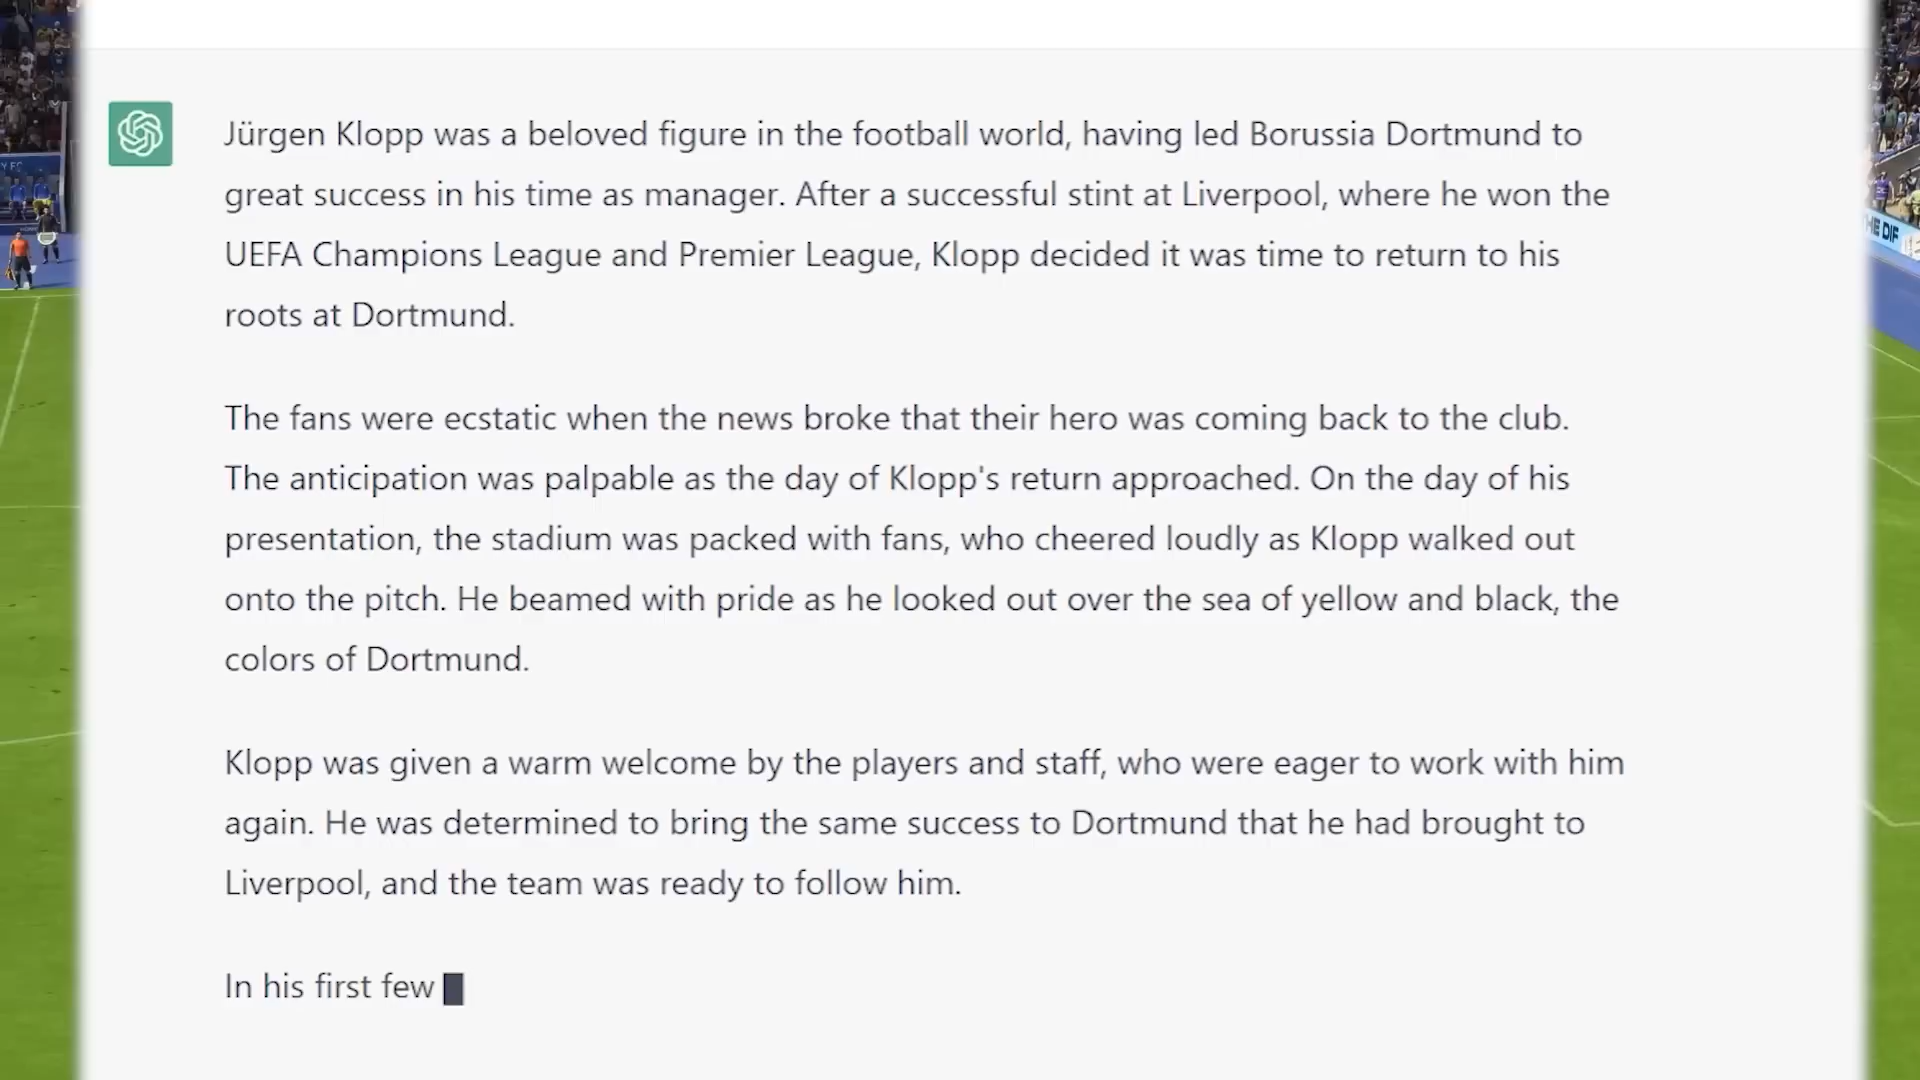 Jürgen Klopp was a beloved figure in the football world, having led Borussia Dortmund to
great success in his time as manager. After a successful stint at Liverpool, where he won the
UEFA Champions League and Premier League, Klopp decided it was time to return to his
roots at Dortmund.
The fans were ecstatic when the news broke that their hero was coming back to the club.
The anticipation was palpable as the day of Klopp's return approached. On the day of his
presentation, the stadium was packed with fans, who cheered loudly as Klopp walked out
onto the pitch. He beamed with pride as he looked out over the sea of yellow and black, the
colors of Dortmund.
Klopp was given a warm welcome by the players and staff, who were eager to work with him
again. He was determined to bring the same success to Dortmund that he had brought to
Liverpool, and the team was ready to follow him.
In his first few